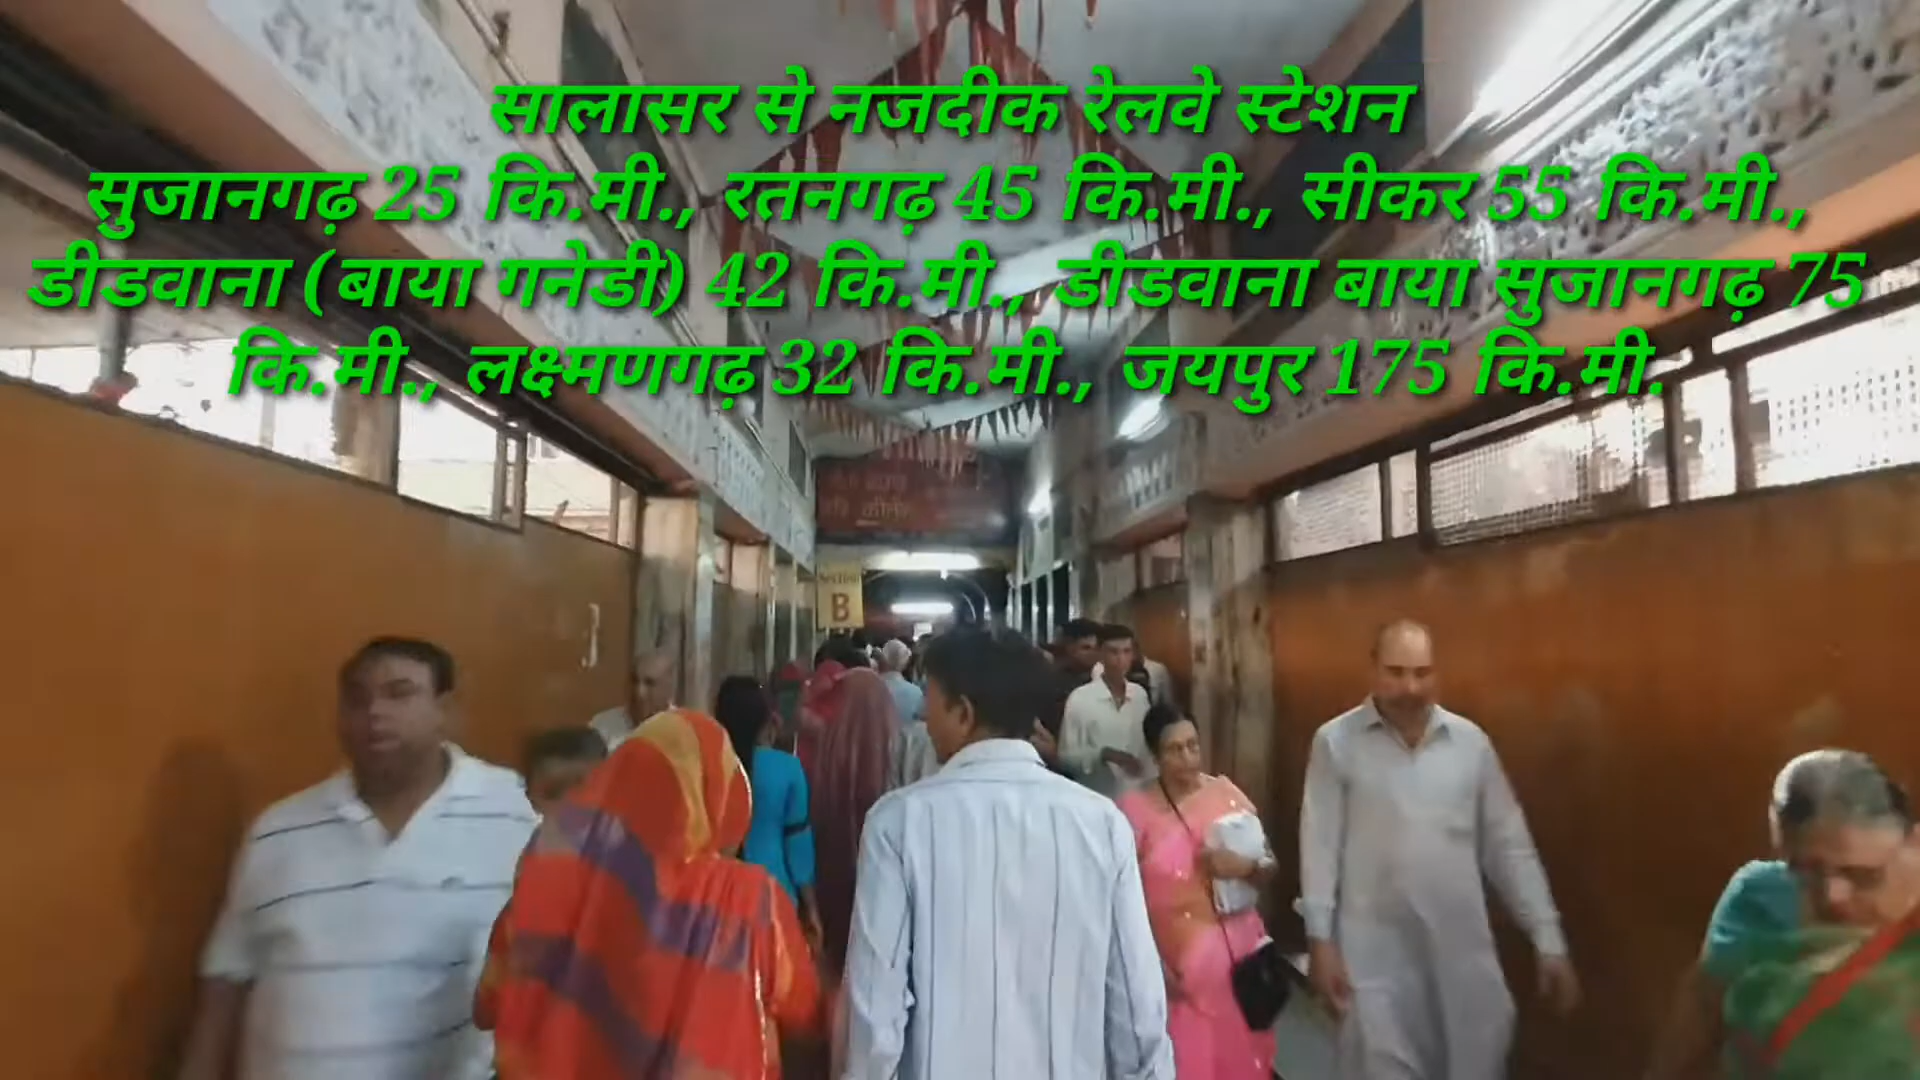 सालासर से नजदीक रेलवे स्टेशन
सुजानगढ़ 25 कि.मी., रतनगढ़ 45 कि.मी., सीकर 55 कि.मी.,
डीडवाना (बाया गनेडी) 42 कि.मी., डीडवाना बाया सुजानगढ़ 75
कि.मी., लक्ष्मणगढ़ 32 कि.मी., जयपुर 175 कि.मी.
Section
B